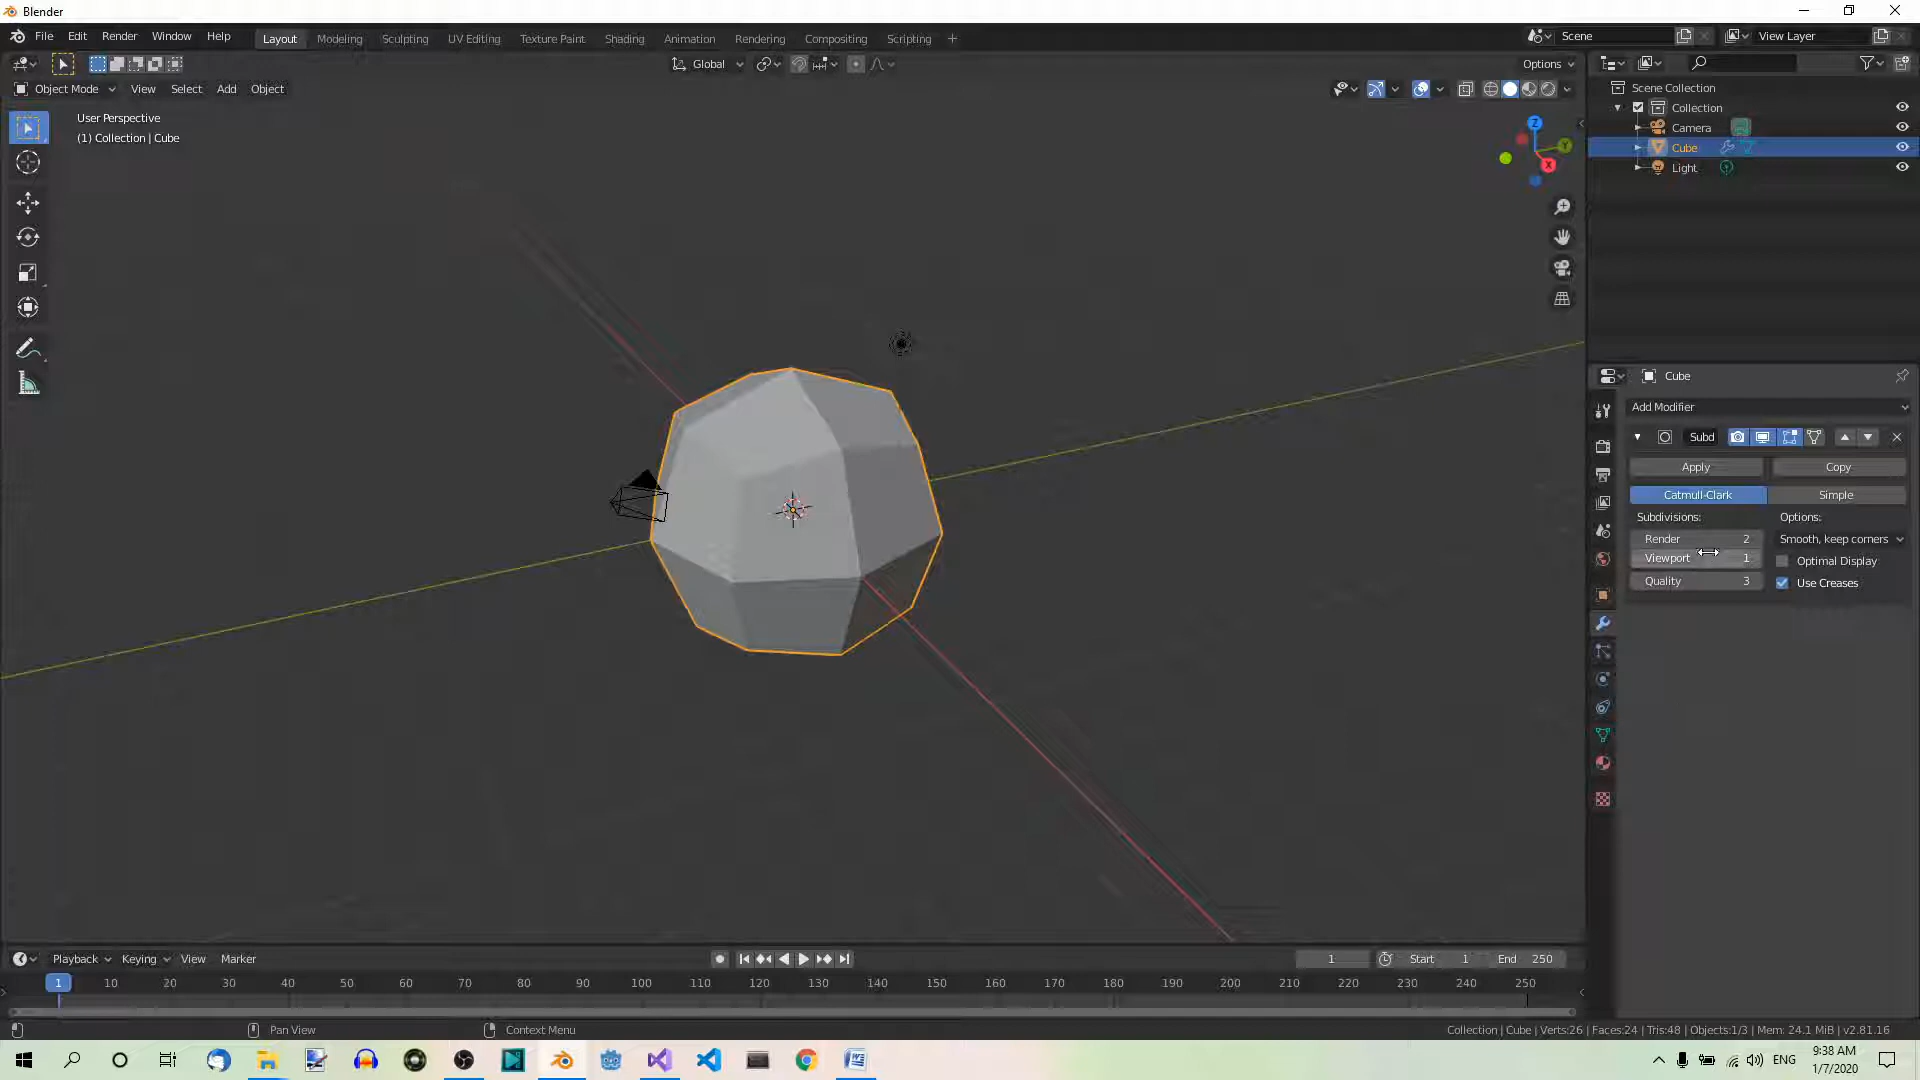 Blender
File Edit Render Window Help
Layout Modeling Sculpting UV Editing Texture Paint Shading Animation Rendering Compositing Scripting +
Scene
View Layer
Global
Options
Object Mode View Select Add Object
User Perspective
(1) Collection | Cube
Z
Y
X
Scene Collection
Collection
Camera
Cube
Light
Cube
Add Modifier
Subd
Apply Copy
Catmull-Clark Simple
Subdivisions: Options:
Render 2 Smooth, keep corners
Viewport 1 Optimal Display
Quality 3 Use Creases
Playback Keying View Marker
1 Start 1 End 250
1 10 20 30 40 50 60 70 80 90 100 110 120 130 140 150 160 170 180 190 200 210 220 230 240 250
Pan View Context Menu
Collection | Cube | Verts:26 | Faces:24 | Tris:48 | Objects:1/3 | Mem: 24.1 MiB | v2.81.16
ENG
9:38 AM
1/7/2020